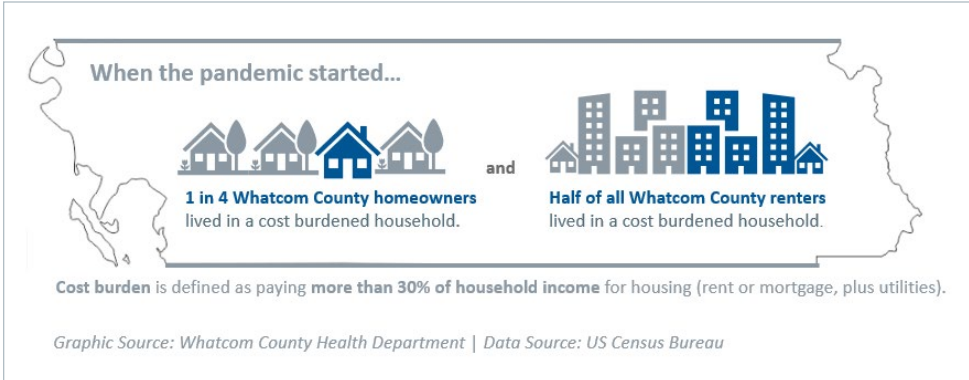 When the pandemic started...
1 in 4 Whatcom County homeowners
lived in a cost burdened household.
and
Half of all Whatcom County renters
lived in a cost burdened household.
Cost burden is defined as paying more than 30% of household income for housing (rent or mortgage, plus utilities).
Graphic Source: Whatcom County Health Department | Data Source: US Census Bureau